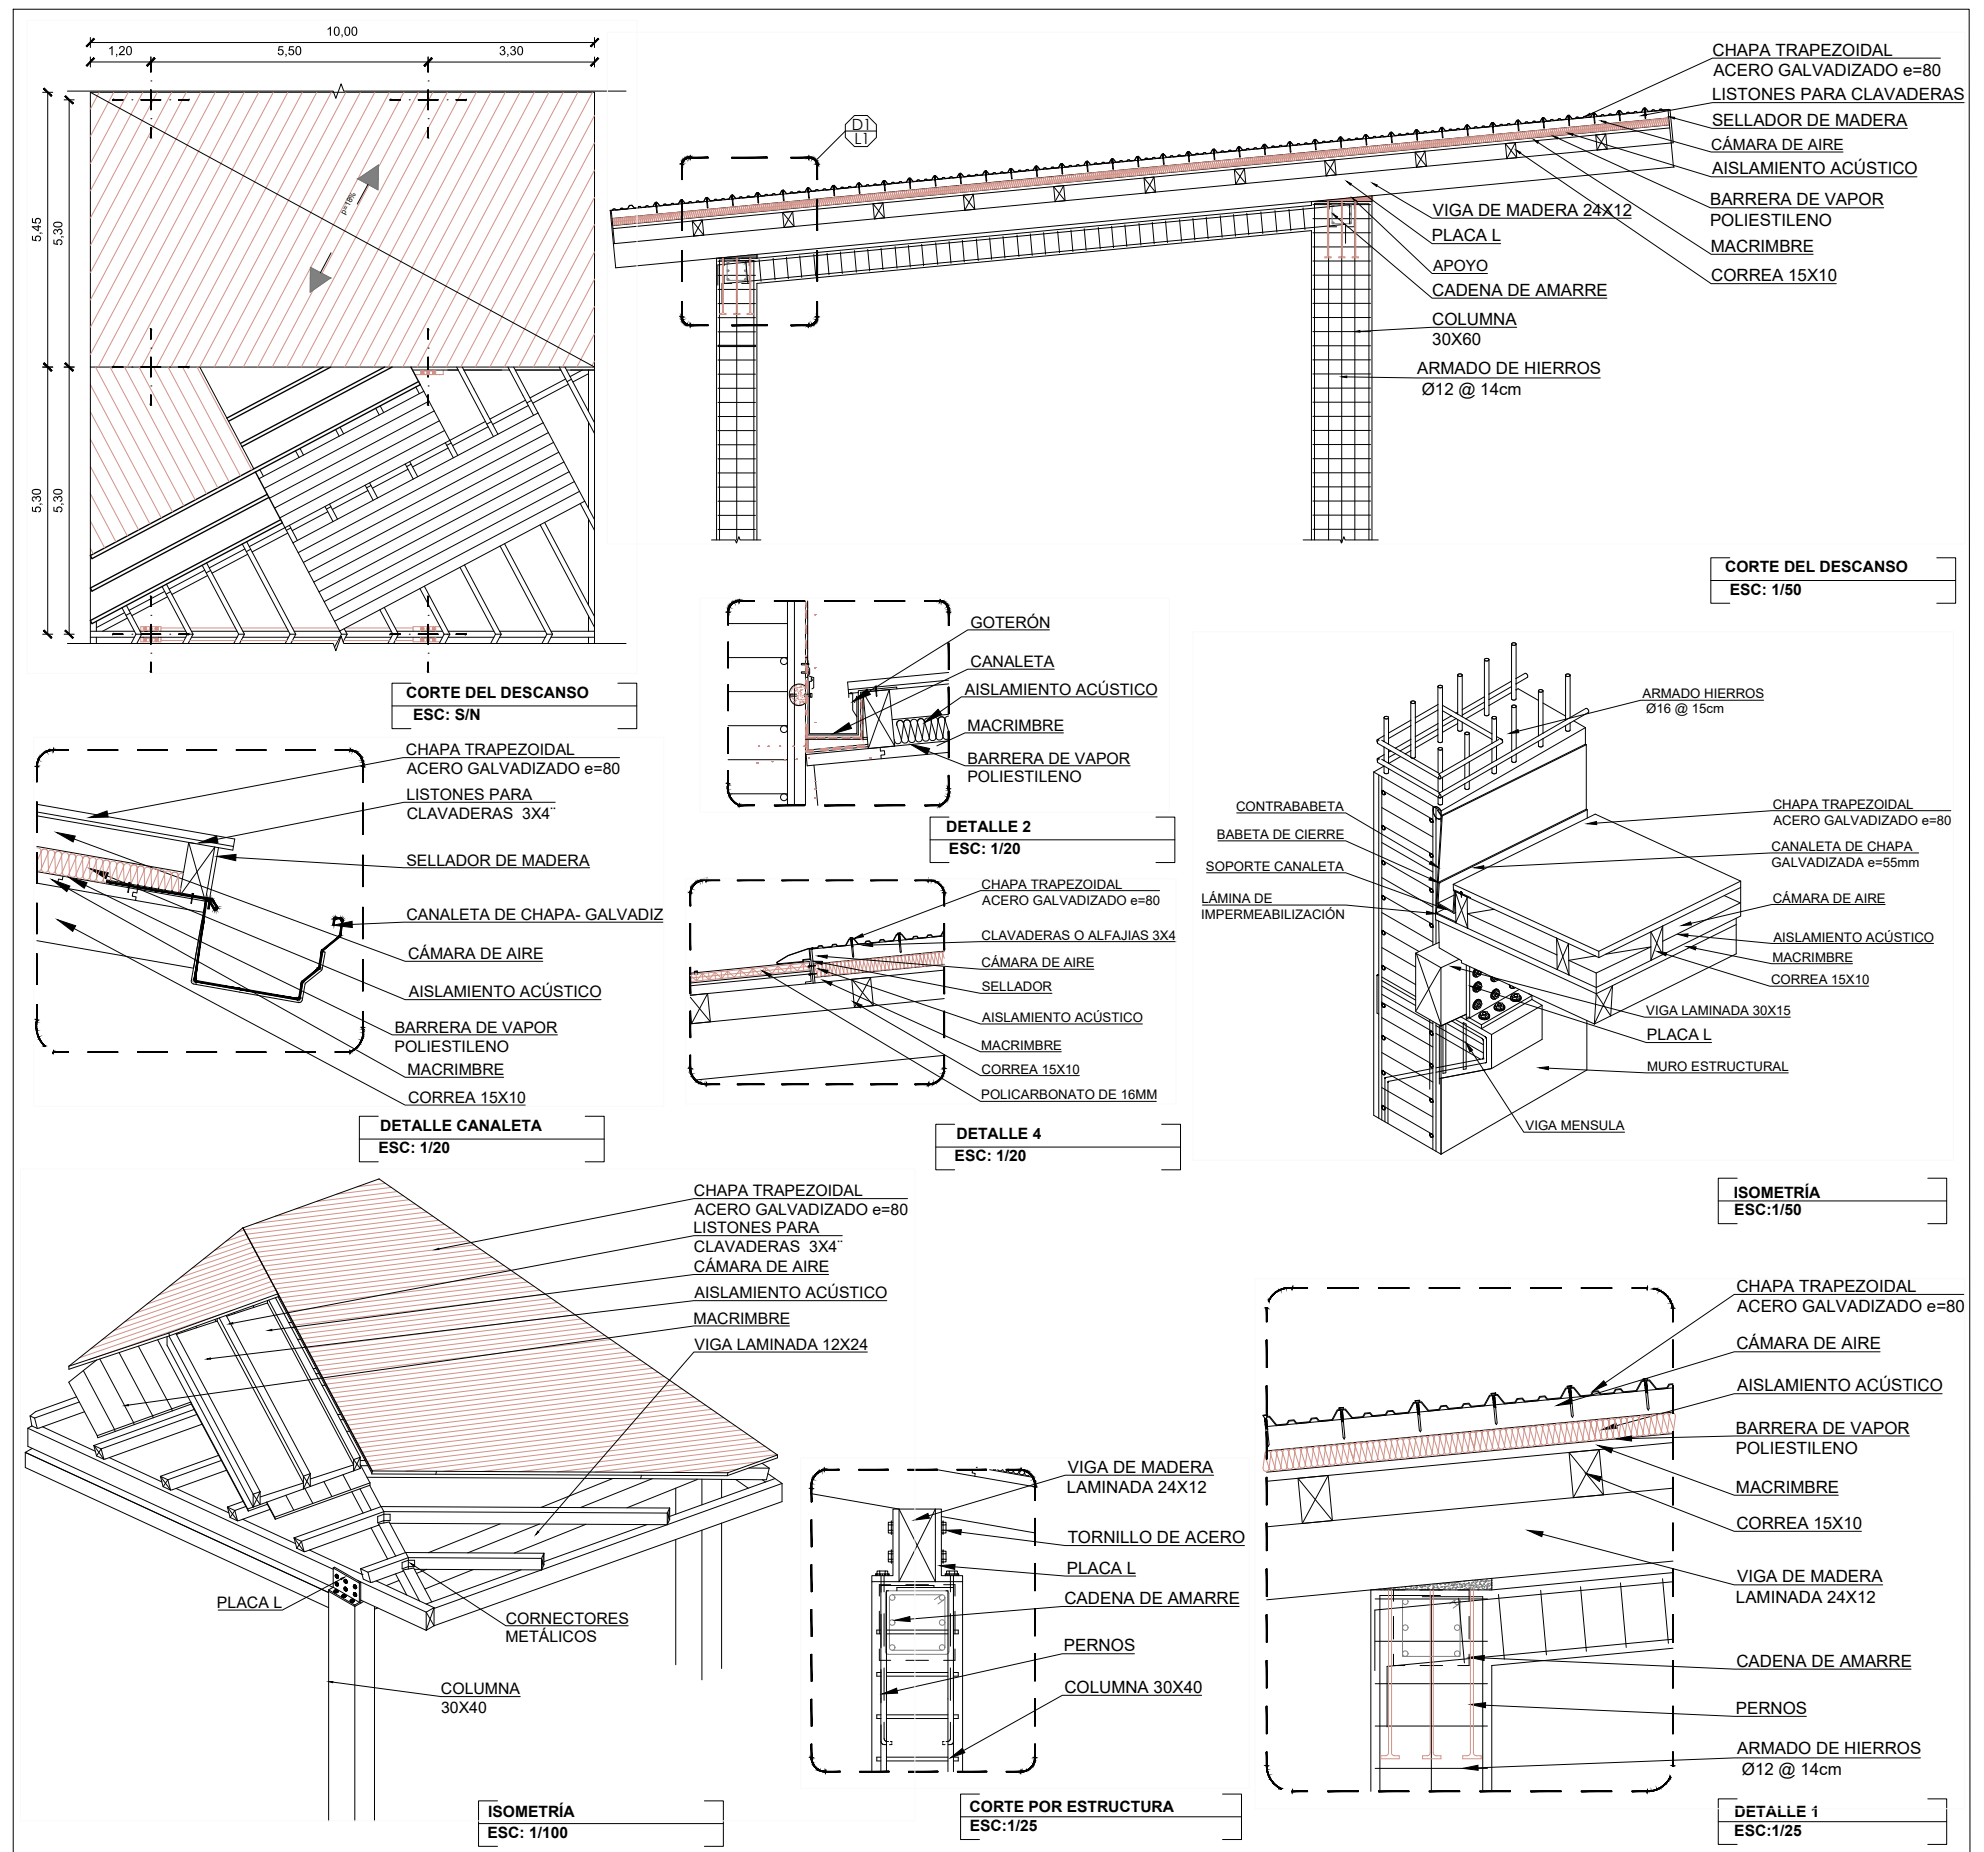 10,00
1,20
5,50
3,30
5,45
5,30
p=18%
5,30
5,30
CORTE DEL DESCANSO
ESC: S/N
D1
L1
CHAPA TRAPEZOIDAL
ACERO GALVADIZADO e=80
LISTONES PARA CLAVADERAS
SELLADOR DE MADERA
CÁMARA DE AIRE
AISLAMIENTO ACÚSTICO
BARRERA DE VAPOR
POLIESTILENO
MACRIMBRE
CORREA 15X10
VIGA DE MADERA 24X12
PLACA L
APOYO
CADENA DE AMARRE
COLUMNA
30X60
ARMADO DE HIERROS
Ø12 @ 14cm
CORTE DEL DESCANSO
ESC: 1/50
GOTERÓN
CANALETA
AISLAMIENTO ACÚSTICO
MACRIMBRE
BARRERA DE VAPOR
POLIESTILENO
DETALLE 2
ESC: 1/20
CHAPA TRAPEZOIDAL
ACERO GALVADIZADO e=80
LISTONES PARA
CLAVADERAS 3X4¨
SELLADOR DE MADERA
CANALETA DE CHAPA- GALVADIZ
CÁMARA DE AIRE
AISLAMIENTO ACÚSTICO
BARRERA DE VAPOR
POLIESTILENO
MACRIMBRE
CORREA 15X10
DETALLE CANALETA
ESC: 1/20
CHAPA TRAPEZOIDAL
ACERO GALVADIZADO e=80
CLAVADERAS O ALFAJIAS 3X4
CÁMARA DE AIRE
SELLADOR
AISLAMIENTO ACÚSTICO
MACRIMBRE
CORREA 15X10
POLICARBONATO DE 16MM
DETALLE 4
ESC: 1/20
ARMADO HIERROS
Ø16 @ 15cm
CONTRABABETA
BABETA DE CIERRE
SOPORTE CANALETA
LÁMINA DE
IMPERMEABILIZACIÓN
CHAPA TRAPEZOIDAL
ACERO GALVADIZADO e=80
CANALETA DE CHAPA
GALVADIZADA e=55mm
CÁMARA DE AIRE
AISLAMIENTO ACÚSTICO
MACRIMBRE
CORREA 15X10
VIGA LAMINADA 30X15
PLACA L
MURO ESTRUCTURAL
VIGA MENSULA
ISOMETRÍA
ESC:1/50
CHAPA TRAPEZOIDAL
ACERO GALVADIZADO e=80
LISTONES PARA
CLAVADERAS 3X4¨
CÁMARA DE AIRE
AISLAMIENTO ACÚSTICO
MACRIMBRE
VIGA LAMINADA 12X24
PLACA L
CORNECTORES
METÁLICOS
COLUMNA
30X40
ISOMETRÍA
ESC: 1/100
VIGA DE MADERA
LAMINADA 24X12
TORNILLO DE ACERO
PLACA L
CADENA DE AMARRE
PERNOS
COLUMNA 30X40
CORTE POR ESTRUCTURA
ESC:1/25
CHAPA TRAPEZOIDAL
ACERO GALVADIZADO e=80
CÁMARA DE AIRE
AISLAMIENTO ACÚSTICO
BARRERA DE VAPOR
POLIESTILENO
MACRIMBRE
CORREA 15X10
VIGA DE MADERA
LAMINADA 24X12
CADENA DE AMARRE
PERNOS
ARMADO DE HIERROS
Ø12 @ 14cm
DETALLE 1
ESC:1/25